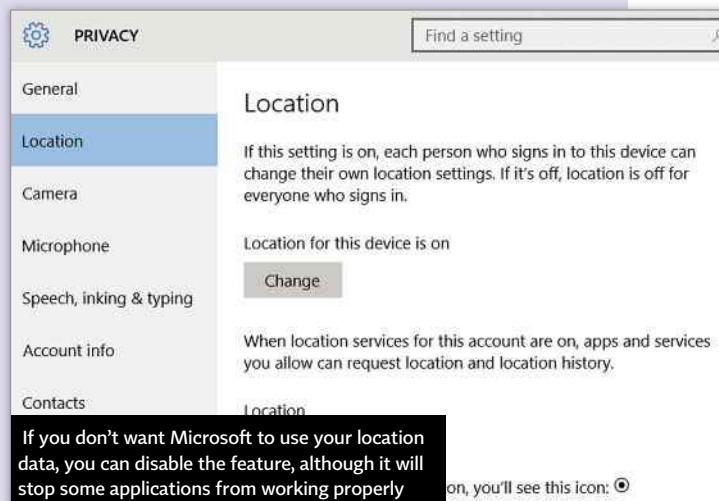 PRIVACY
Find a setting
General
Location
Camera
Microphone
Speech, inking & typing
Account info
Contacts
Location
If this setting is on, each person who signs in to this device can
change their own location settings. If it's off, location is off for
everyone who signs in.
Location for this device is on
Change
When location services for this account are on, apps and services
you allow can request location and location history.
Location
on, you'll see this icon:
If you don't want Microsoft to use your location
data, you can disable the feature, although it will
stop some applications from working properly